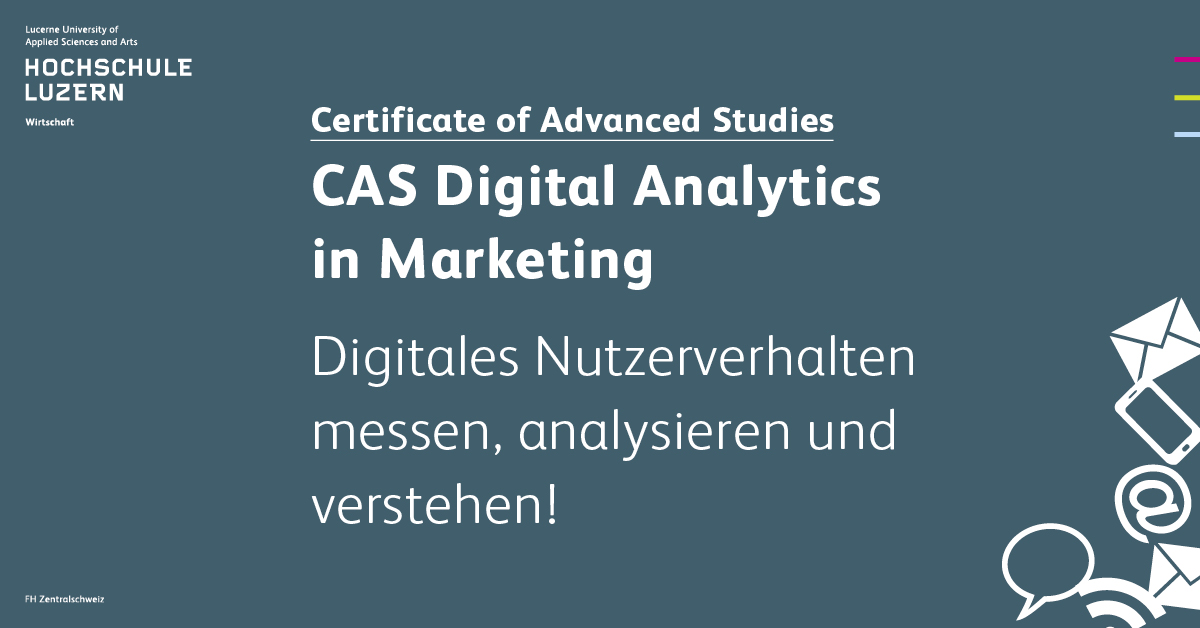 Lucerne University of
Applied Sciences and Arts
HOCHSCHULE
LUZERN
Wirtschaft
Certificate of Advanced Studies
CAS Digital Analytics
in Marketing
Digitales Nutzerverhalten
messen, analysieren und
verstehen!
@
FH Zentralschweiz